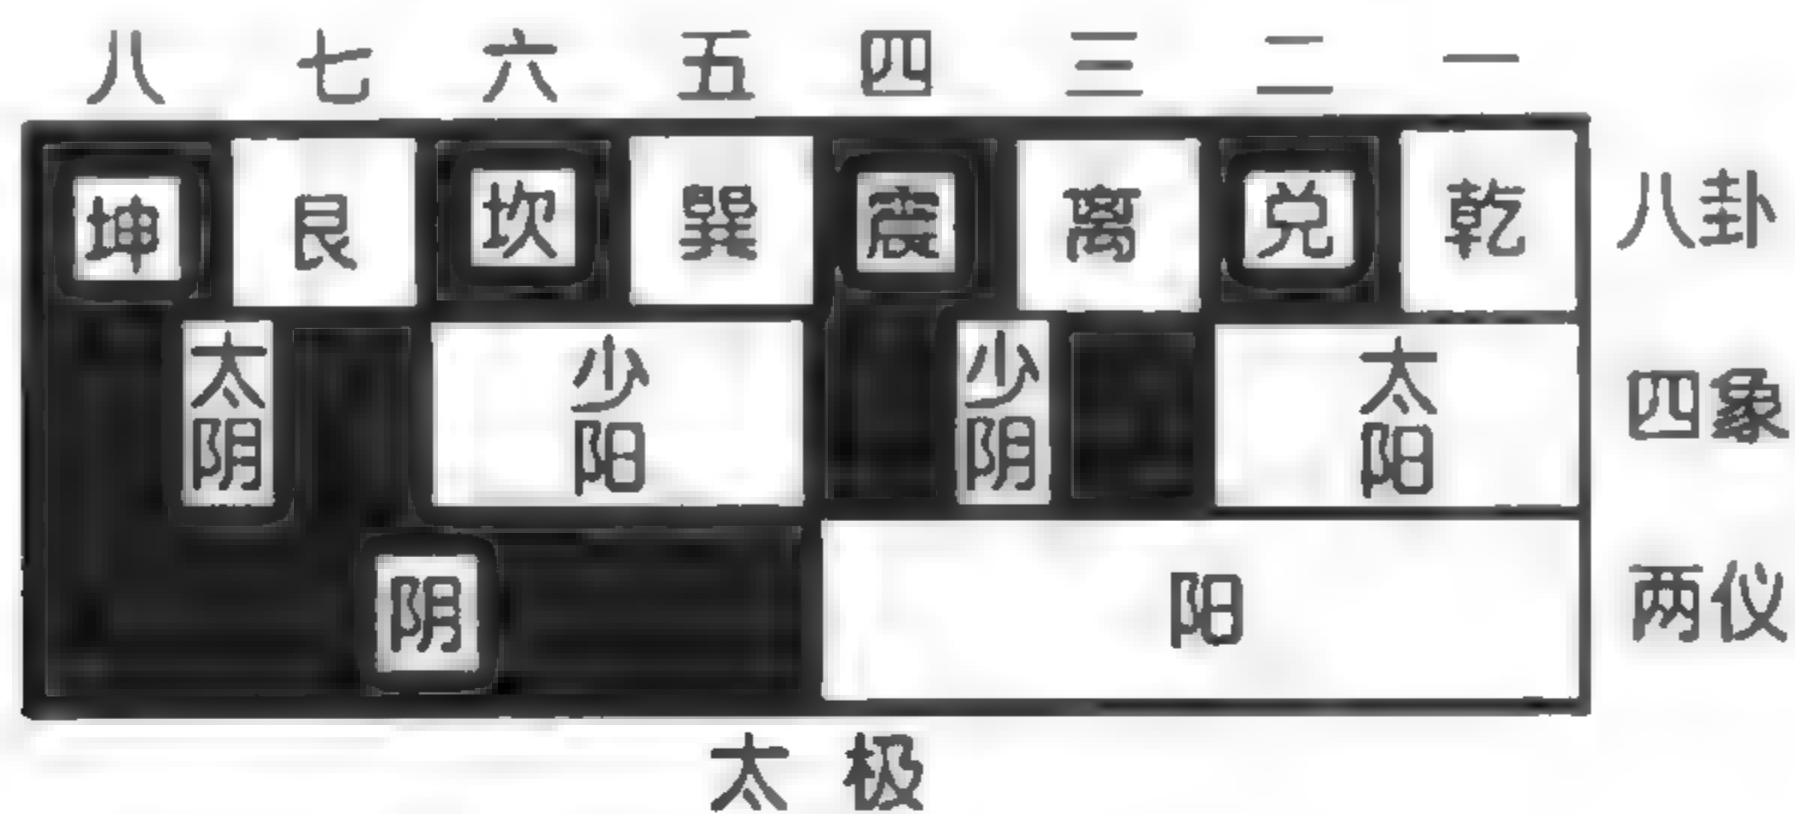 八 七 六 五 四 三 二 一
坤 艮 坎 巽 震 离 兑 乾 八卦
太阴 少阳 少阴 太阳 四象
阴 阳 两仪
太极